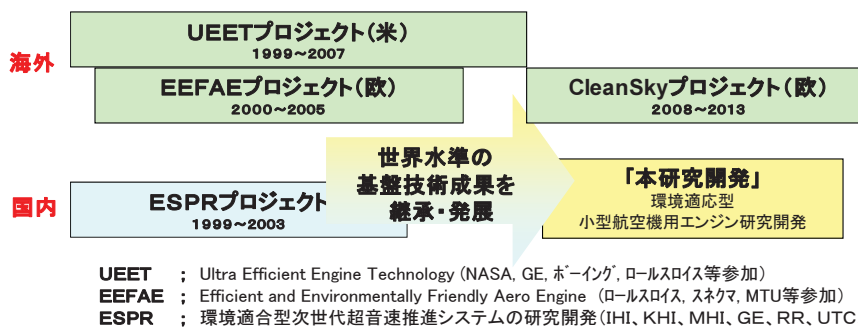 UEETプロジェクト(米)
1999~2007
海外
EEFAEプロジェクト(欧)
2000~2005
CleanSkyプロジェクト(欧)
2008~2013
世界水準の
基盤技術成果を
継承・発展
国内
ESPRプロジェクト
1999~2003
「本研究開発」
環境適応型
小型航空機用エンジン研究開発
UEET ; Ultra Efficient Engine Technology (NASA, GE, ボーイング, ロールスロイス等参加)
EEFAE ; Efficient and Environmentally Friendly Aero Engine (ロールスロイス, スネクマ, MTU等参加)
ESPR ; 環境適合型次世代超音速推進システムの研究開発(IHI, KHI, MHI, GE, RR, UTC